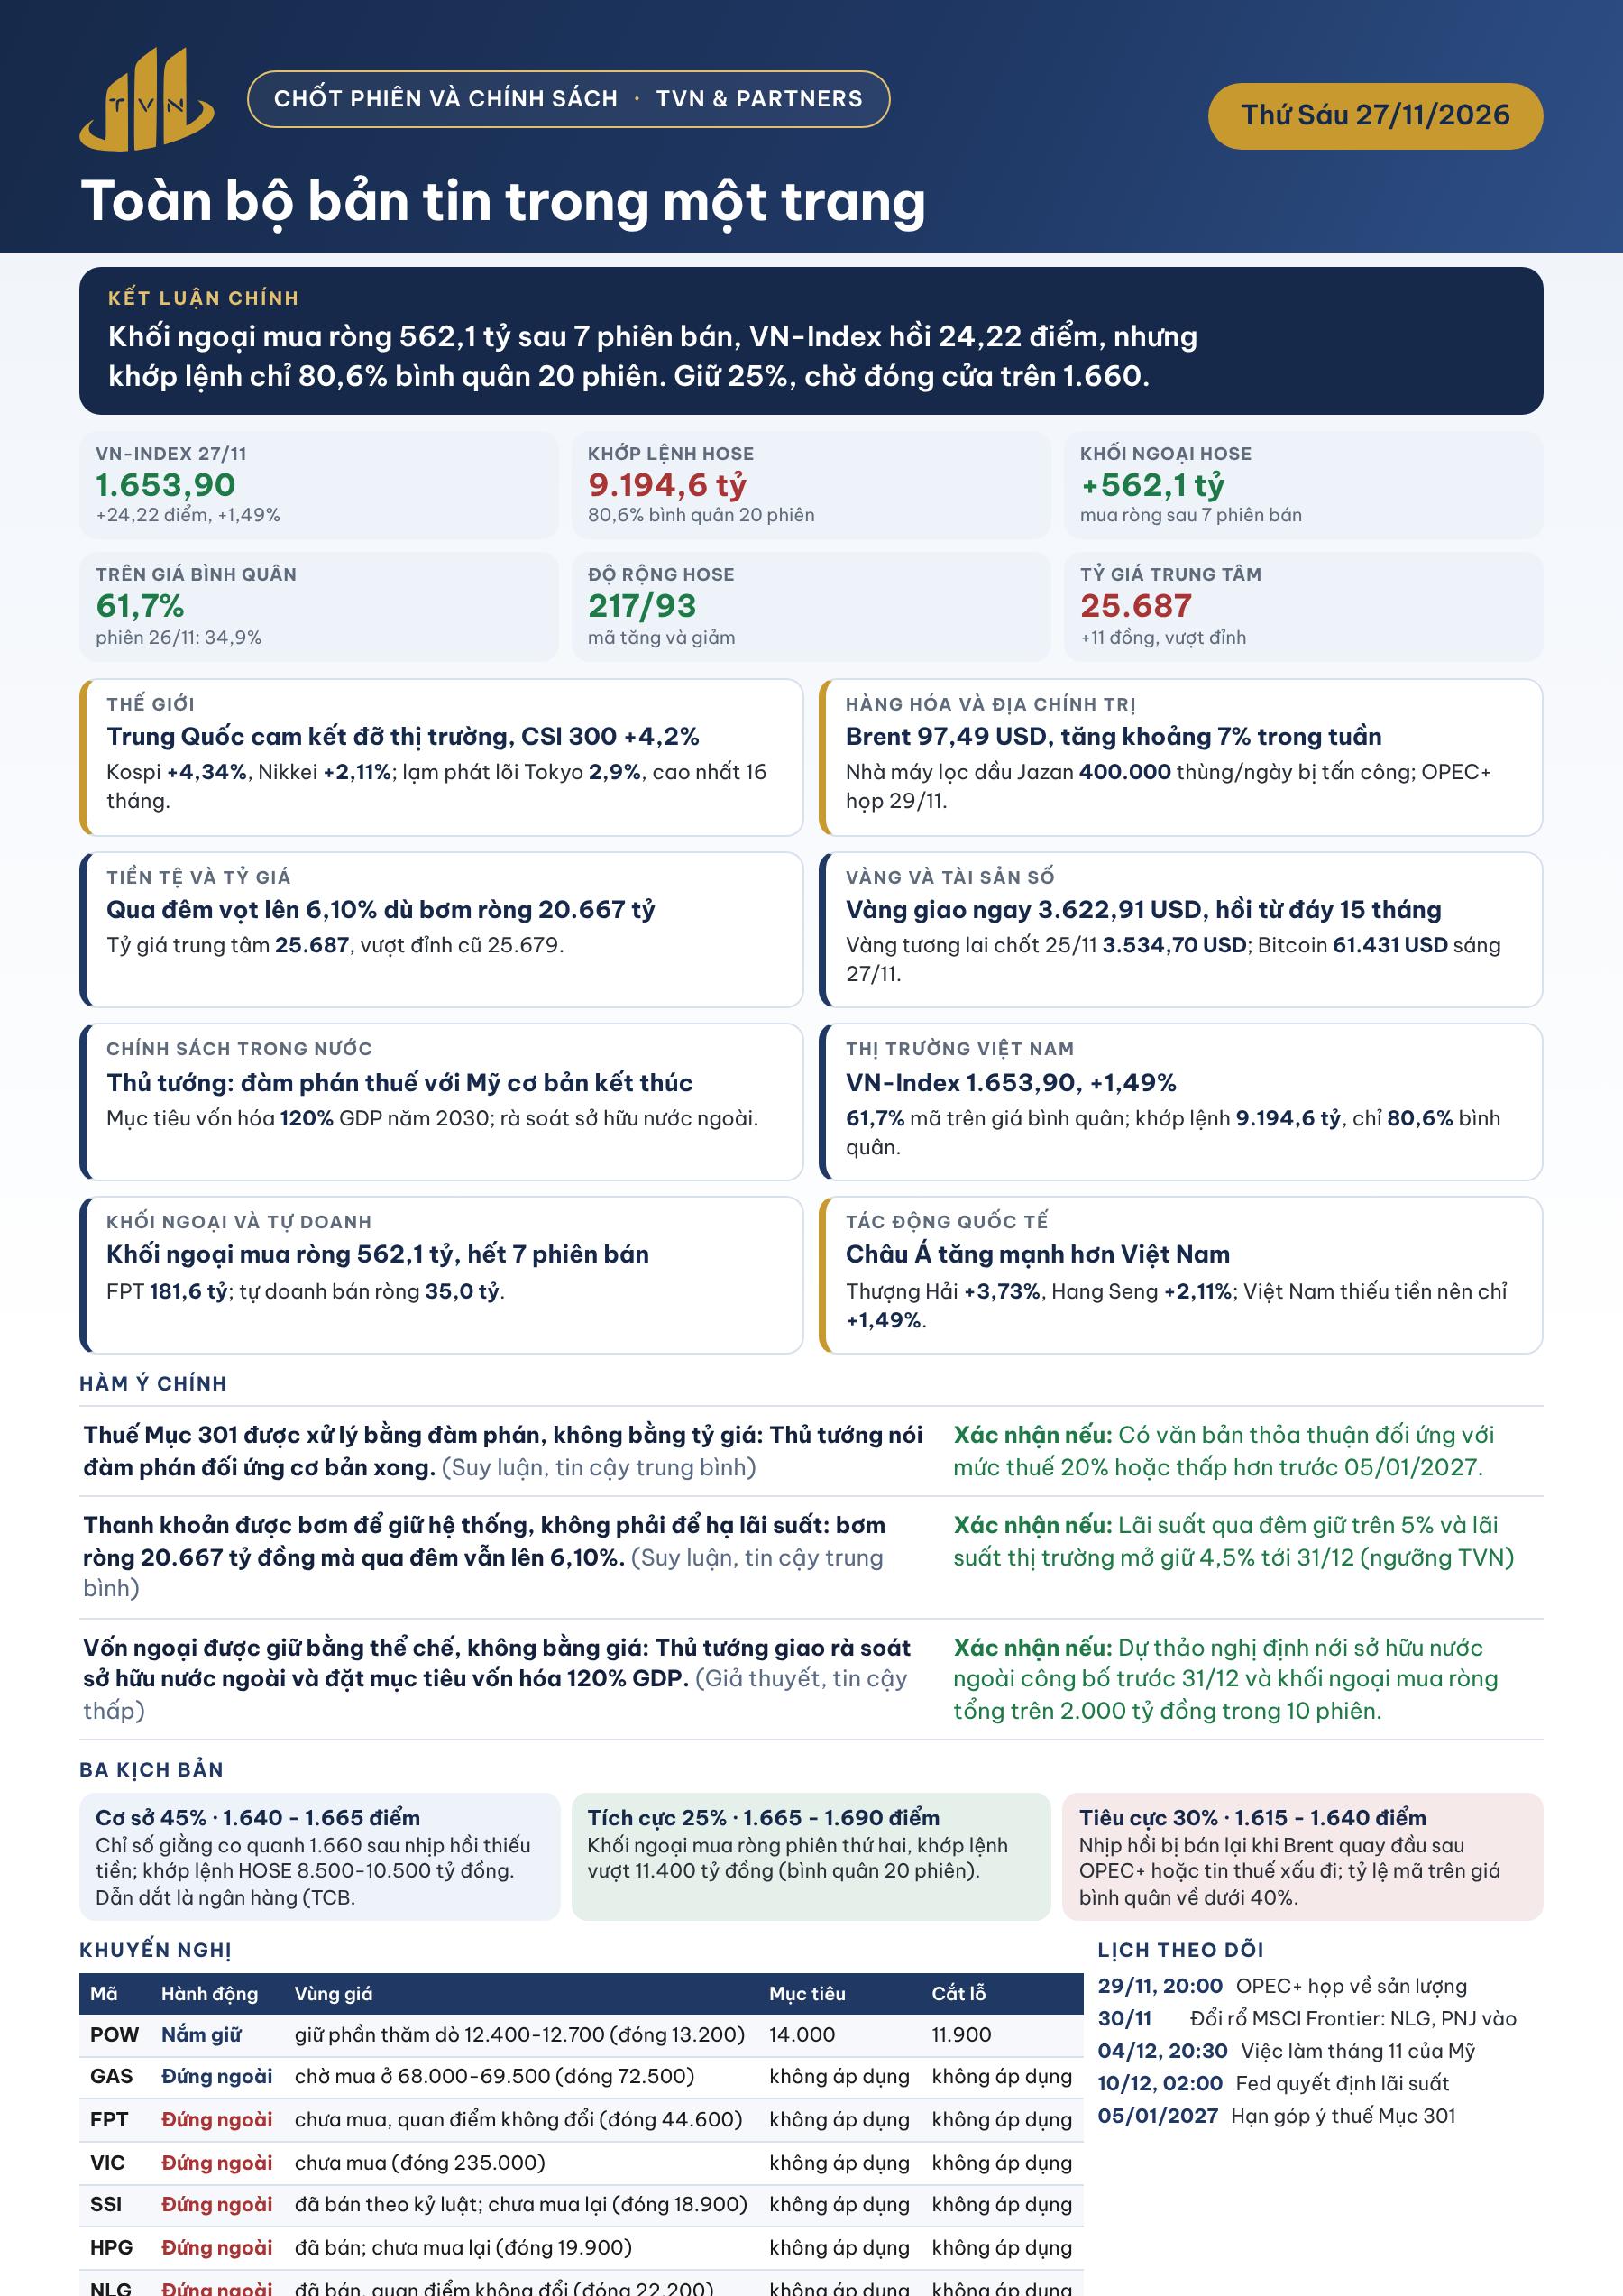 TVN
CHỐT PHIÊN VÀ CHÍNH SÁCH · TVN & PARTNERS
Thứ Sáu 27/11/2026
Toàn bộ bản tin trong một trang
KẾT LUẬN CHÍNH
Khối ngoại mua ròng 562,1 tỷ sau 7 phiên bán, VN-Index hồi 24,22 điểm, nhưng
khớp lệnh chỉ 80,6% bình quân 20 phiên. Giữ 25%, chờ đóng cửa trên 1.660.
VN-INDEX 27/11
1.653,90
+24,22 điểm, +1,49%
KHỚP LỆNH HOSE
9.194,6 tỷ
80,6% bình quân 20 phiên
KHỐI NGOẠI HOSE
+562,1 tỷ
mua ròng sau 7 phiên bán
TRÊN GIÁ BÌNH QUÂN
61,7%
phiên 26/11: 34,9%
ĐỘ RỘNG HOSE
217/93
mã tăng và giảm
TỶ GIÁ TRUNG TÂM
25.687
+11 đồng, vượt đỉnh
THẾ GIỚI
Trung Quốc cam kết đỡ thị trường, CSI 300 +4,2%
Kospi +4,34%, Nikkei +2,11%; lạm phát lõi Tokyo 2,9%, cao nhất 16
tháng.
HÀNG HÓA VÀ ĐỊA CHÍNH TRỊ
Brent 97,49 USD, tăng khoảng 7% trong tuần
Nhà máy lọc dầu Jazan 400.000 thùng/ngày bị tấn công; OPEC+
họp 29/11.
TIỀN TỆ VÀ TỶ GIÁ
Qua đêm vọt lên 6,10% dù bơm ròng 20.667 tỷ
Tỷ giá trung tâm 25.687, vượt đỉnh cũ 25.679.
VÀNG VÀ TÀI SẢN SỐ
Vàng giao ngay 3.622,91 USD, hồi từ đáy 15 tháng
Vàng tương lai chốt 25/11 3.534,70 USD; Bitcoin 61.431 USD sáng
27/11.
CHÍNH SÁCH TRONG NƯỚC
Thủ tướng: đàm phán thuế với Mỹ cơ bản kết thúc
Mục tiêu vốn hóa 120% GDP năm 2030; rà soát sở hữu nước ngoài.
THỊ TRƯỜNG VIỆT NAM
VN-Index 1.653,90, +1,49%
61,7% mã trên giá bình quân; khớp lệnh 9.194,6 tỷ, chỉ 80,6% bình
quân.
KHỐI NGOẠI VÀ TỰ DOANH
Khối ngoại mua ròng 562,1 tỷ, hết 7 phiên bán
FPT 181,6 tỷ; tự doanh bán ròng 35,0 tỷ.
TÁC ĐỘNG QUỐC TẾ
Châu Á tăng mạnh hơn Việt Nam
Thượng Hải +3,73%, Hang Seng +2,11%; Việt Nam thiếu tiền nên chỉ
+1,49%.
HÀM Ý CHÍNH
Thuế Mục 301 được xử lý bằng đàm phán, không bằng tỷ giá: Thủ tướng nói
đàm phán đối ứng cơ bản xong. (Suy luận, tin cậy trung bình)
Xác nhận nếu: Có văn bản thỏa thuận đối ứng với
mức thuế 20% hoặc thấp hơn trước 05/01/2027.
Thanh khoản được bơm để giữ hệ thống, không phải để hạ lãi suất: bơm
ròng 20.667 tỷ đồng mà qua đêm vẫn lên 6,10%. (Suy luận, tin cậy trung
bình)
Xác nhận nếu: Lãi suất qua đêm giữ trên 5% và lãi
suất thị trường mở giữ 4,5% tới 31/12 (ngưỡng TVN)
Vốn ngoại được giữ bằng thể chế, không bằng giá: Thủ tướng giao rà soát
sở hữu nước ngoài và đặt mục tiêu vốn hóa 120% GDP. (Giả thuyết, tin cậy
thấp)
Xác nhận nếu: Dự thảo nghị định nới sở hữu nước
ngoài công bố trước 31/12 và khối ngoại mua ròng
tổng trên 2.000 tỷ đồng trong 10 phiên.
BA KỊCH BẢN
Cơ sở 45% · 1.640 - 1.665 điểm
Chỉ số giằng co quanh 1.660 sau nhịp hồi thiếu
tiền; khớp lệnh HOSE 8.500-10.500 tỷ đồng.
Dẫn dắt là ngân hàng (TCB.
Tích cực 25% · 1.665 - 1.690 điểm
Khối ngoại mua ròng phiên thứ hai, khớp lệnh
vượt 11.400 tỷ đồng (bình quân 20 phiên).
Tiêu cực 30% · 1.615 - 1.640 điểm
Nhịp hồi bị bán lại khi Brent quay đầu sau
OPEC+ hoặc tin thuế xấu đi; tỷ lệ mã trên giá
bình quân về dưới 40%.
KHUYẾN NGHỊ
Mã Hành động Vùng giá Mục tiêu Cắt lỗ
POW Nắm giữ giữ phần thăm dò 12.400-12.700 (đóng 13.200) 14.000 11.900
GAS Đứng ngoài chờ mua ở 68.000-69.500 (đóng 72.500) không áp dụng không áp dụng
FPT Đứng ngoài chưa mua, quan điểm không đổi (đóng 44.600) không áp dụng không áp dụng
VIC Đứng ngoài chưa mua (đóng 235.000) không áp dụng không áp dụng
SSI Đứng ngoài đã bán theo kỷ luật; chưa mua lại (đóng 18.900) không áp dụng không áp dụng
HPG Đứng ngoài đã bán; chưa mua lại (đóng 19.900) không áp dụng không áp dụng
NLG Đứng ngoài đã bán, quan điểm không đổi (đóng 22.200) không áp dụng không áp dụng
LỊCH THEO DÕI
29/11, 20:00 OPEC+ họp về sản lượng
30/11 Đổi rổ MSCI Frontier: NLG, PNJ vào
04/12, 20:30 Việc làm tháng 11 của Mỹ
10/12, 02:00 Fed quyết định lãi suất
05/01/2027 Hạn góp ý thuế Mục 301